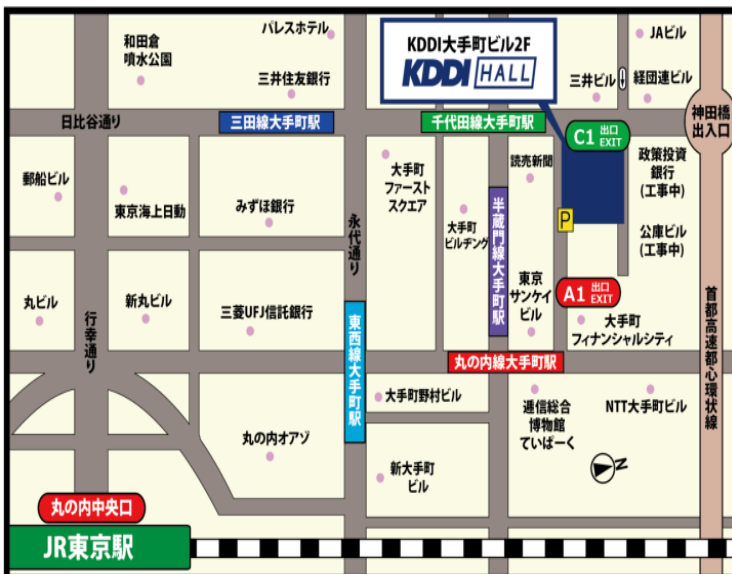 和田倉
噴水公園
パレスホテル
三井住友銀行
KDDI大手町ビル2F
KDDI HALL
JAビル
三井ビル
経団連ビル
神田橋
出入口
日比谷通り
三田線大手町駅
千代田線大手町駅
C1 出口
EXIT
郵船ビル
東京海上日動
みずほ銀行
永代通り
大手町
ファースト
スクエア
大手町
ビルヂング
半蔵門線大手町駅
読売新聞
P
政策投資
銀行
(工事中)
公庫ビル
(工事中)
丸ビル
行幸通り
新丸ビル
三菱UFJ信託銀行
東西線大手町駅
東京
サンケイ
ビル
A1 出口
EXIT
大手町
フィナンシャルシティ
首都高速都心環状線
丸の内線大手町駅
丸の内オアゾ
大手町野村ビル
新大手町
ビル
逓信総合
博物館
ていぱーく
NTT大手町ビル
N
丸の内中央口
JR東京駅